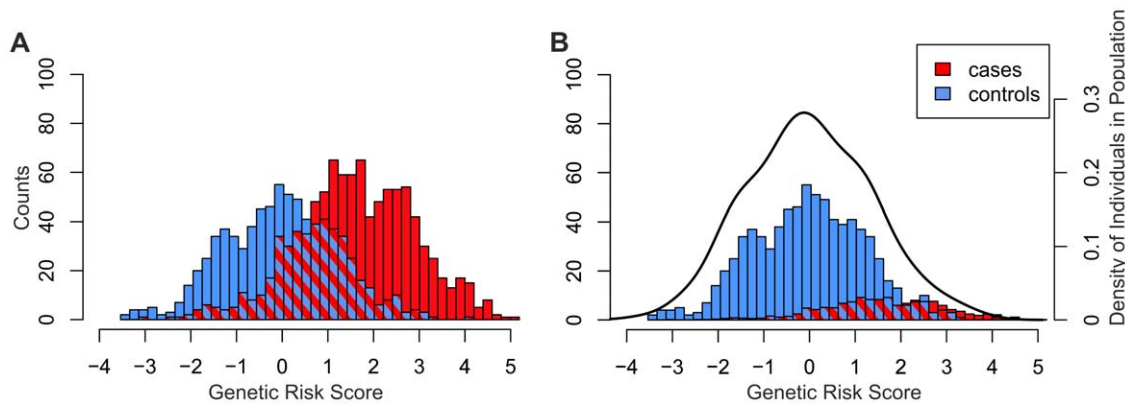 A
Counts
100
80
60
40
20
0
−4 −3 −2 −1 0 1 2 3 4 5
Genetic Risk Score
B
100
80
60
40
20
0
−4 −3 −2 −1 0 1 2 3 4 5
Genetic Risk Score
cases
controls
0.3
0.2
0.1
0
Density of Individuals in Population